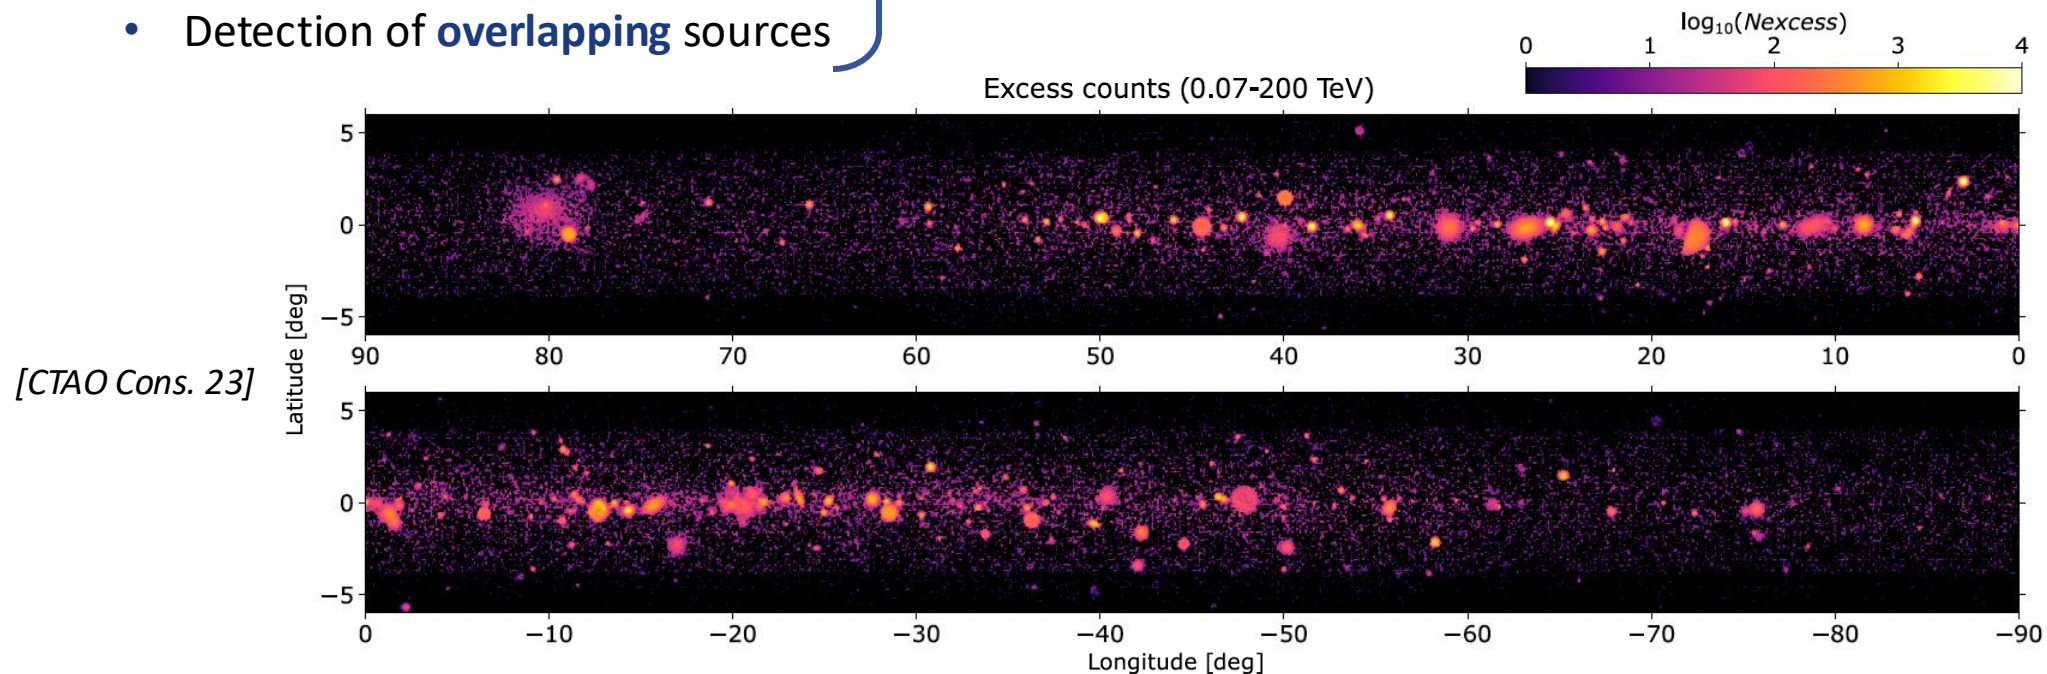 • Detection of overlapping sources
log₁₀(Nexcess)
0 1 2 3 4
Excess counts (0.07-200 TeV)
5
0
−5
90 80 70 60 50 40 30 20 10 0
[CTAO Cons. 23]
Latitude [deg]
5
0
−5
0 −10 −20 −30 −40 −50 −60 −70 −80 −90
Longitude [deg]